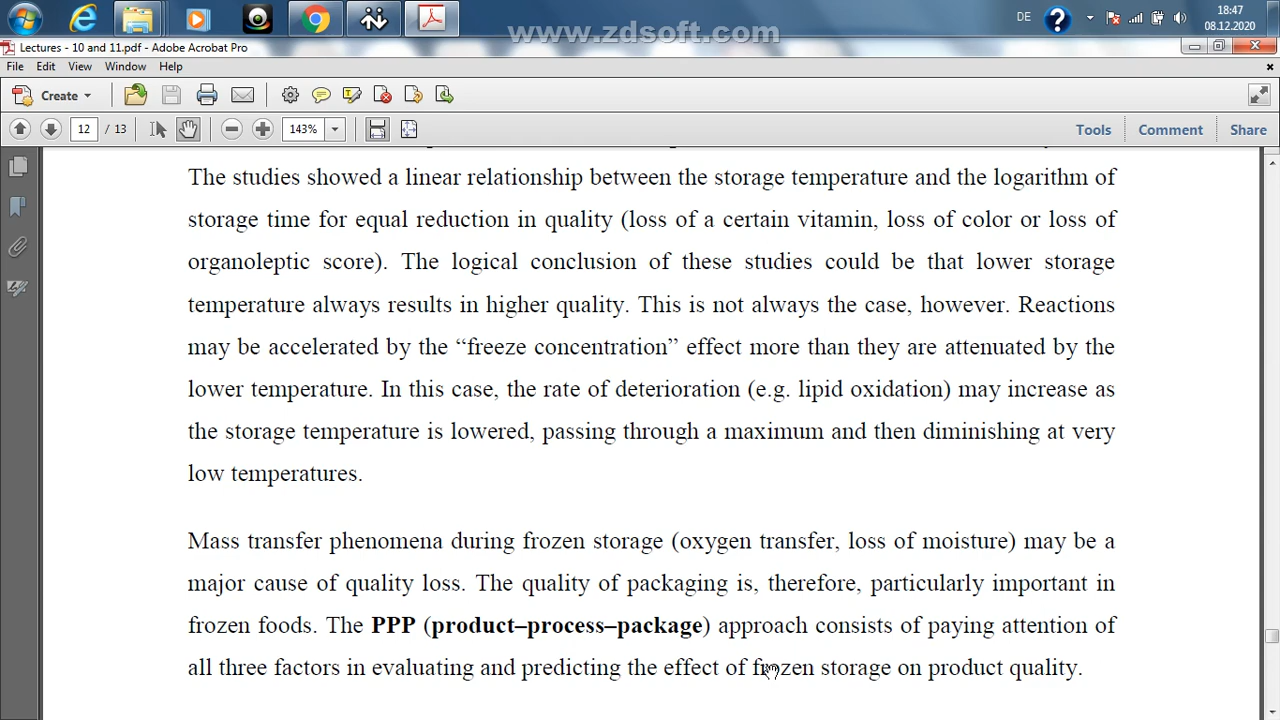 DE
18:47
08.12.2020
www.zdsoft.com
Lectures - 10 and 11.pdf - Adobe Acrobat Pro
File Edit View Window Help
Create
12 / 13
143%
Tools Comment Share
The studies showed a linear relationship between the storage temperature and the logarithm of
storage time for equal reduction in quality (loss of a certain vitamin, loss of color or loss of
organoleptic score). The logical conclusion of these studies could be that lower storage
temperature always results in higher quality. This is not always the case, however. Reactions
may be accelerated by the “freeze concentration” effect more than they are attenuated by the
lower temperature. In this case, the rate of deterioration (e.g. lipid oxidation) may increase as
the storage temperature is lowered, passing through a maximum and then diminishing at very
low temperatures.
Mass transfer phenomena during frozen storage (oxygen transfer, loss of moisture) may be a
major cause of quality loss. The quality of packaging is, therefore, particularly important in
frozen foods. The PPP (product–process–package) approach consists of paying attention of
all three factors in evaluating and predicting the effect of frozen storage on product quality.